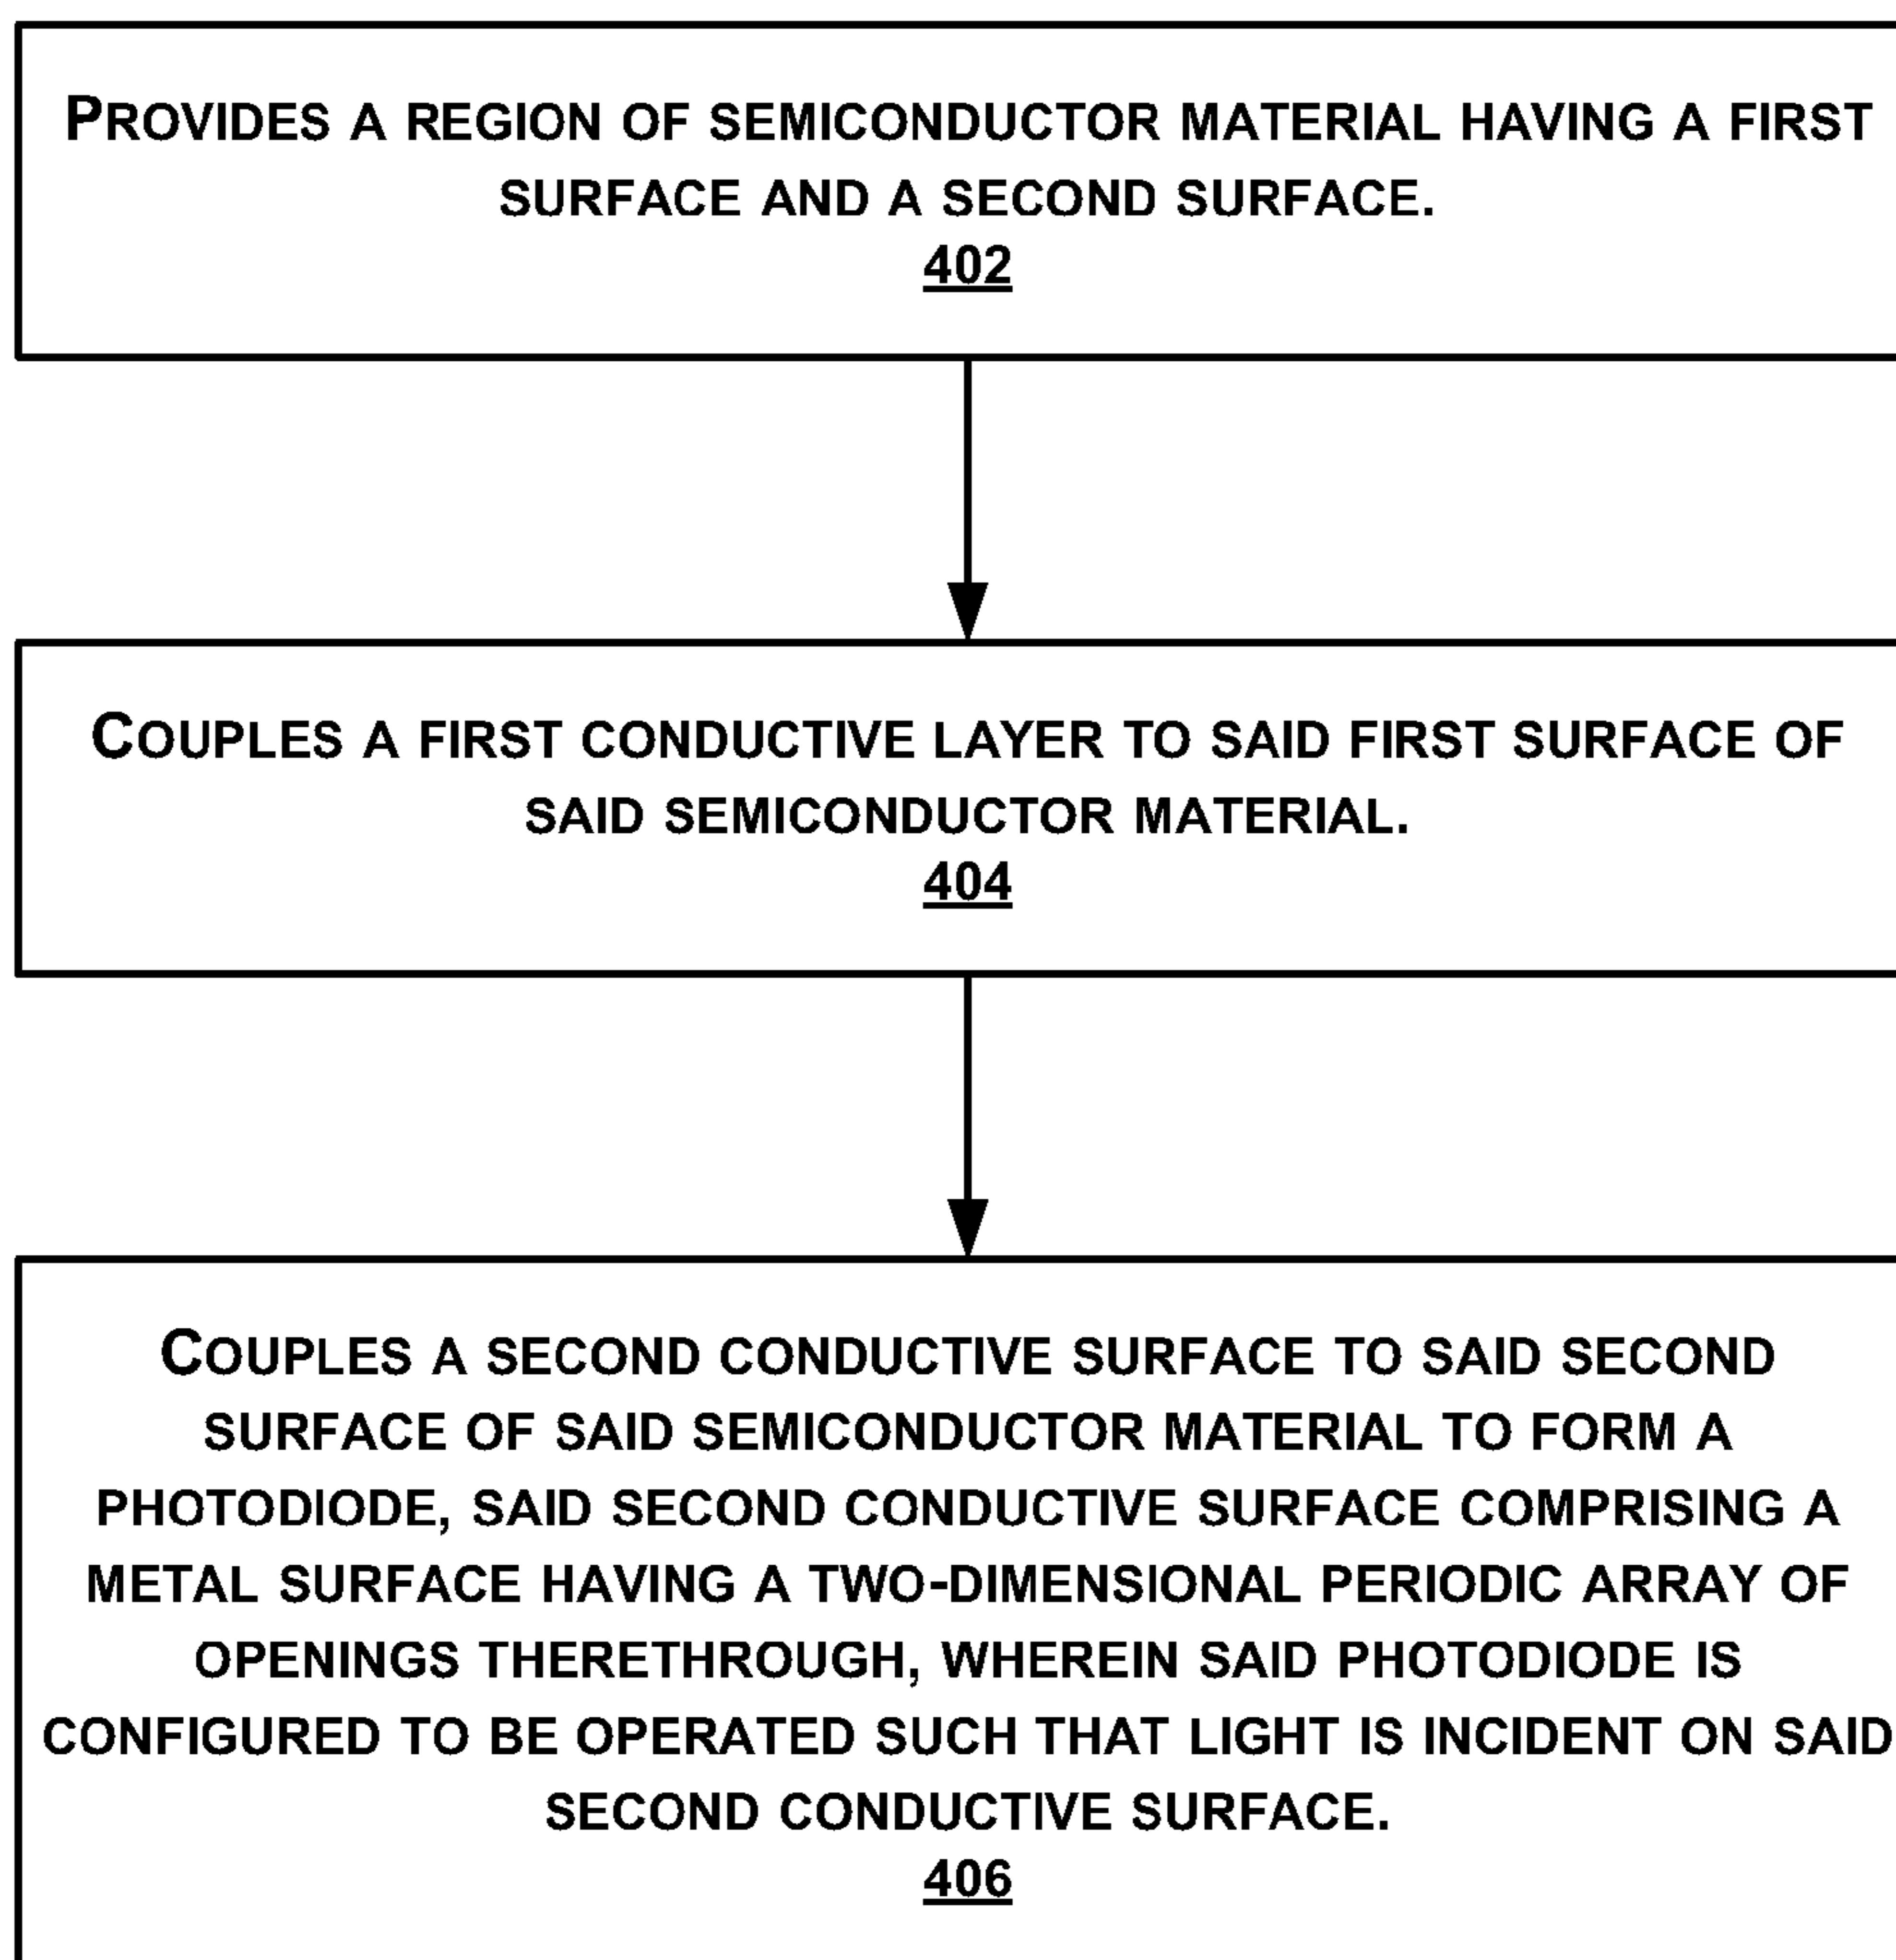 PROVIDES A REGION OF SEMICONDUCTOR MATERIAL HAVING A FIRST
SURFACE AND A SECOND SURFACE.
402
COUPLES A FIRST CONDUCTIVE LAYER TO SAID FIRST SURFACE OF
SAID SEMICONDUCTOR MATERIAL.
404
COUPLES A SECOND CONDUCTIVE SURFACE TO SAID SECOND
SURFACE OF SAID SEMICONDUCTOR MATERIAL TO FORM A
PHOTODIODE, SAID SECOND CONDUCTIVE SURFACE COMPRISING A
METAL SURFACE HAVING A TWO-DIMENSIONAL PERIODIC ARRAY OF
OPENINGS THERETHROUGH, WHEREIN SAID PHOTODIODE IS
CONFIGURED TO BE OPERATED SUCH THAT LIGHT IS INCIDENT ON SAID
SECOND CONDUCTIVE SURFACE.
406